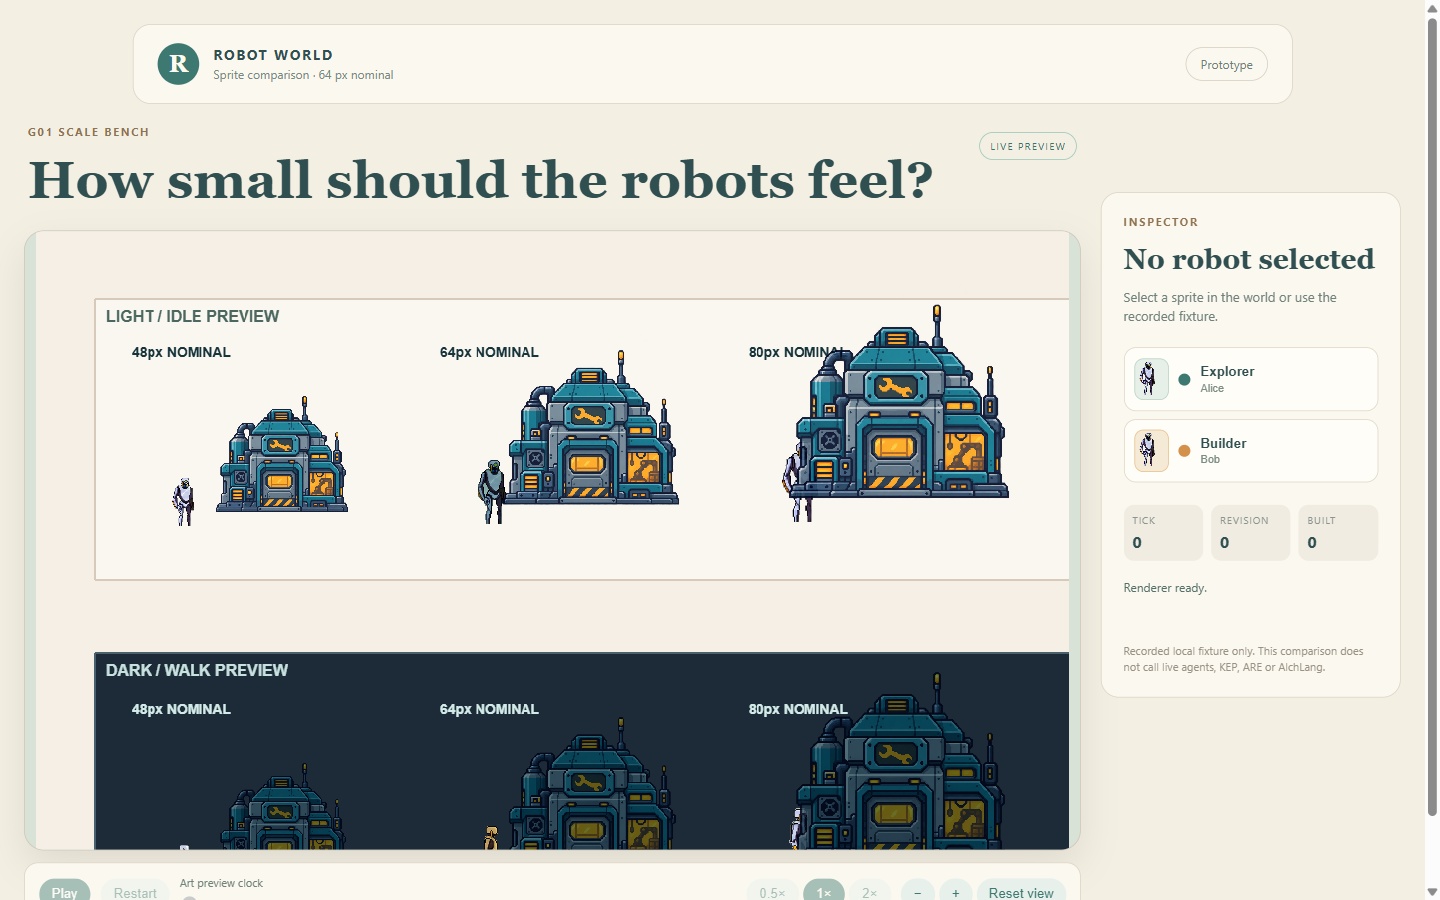 R
ROBOT WORLD
Sprite comparison · 64 px nominal
Prototype
G01 SCALE BENCH
LIVE PREVIEW
How small should the robots feel?
LIGHT / IDLE PREVIEW
48px NOMINAL
64px NOMINAL
80px NOMINAL
DARK / WALK PREVIEW
48px NOMINAL
64px NOMINAL
80px NOMINAL
Play
Restart
Art preview clock
0.5×
1×
2×
−
+
Reset view
INSPECTOR
No robot selected
Select a sprite in the world or use the
recorded fixture.
Explorer
Alice
Builder
Bob
TICK
0
REVISION
0
BUILT
0
Renderer ready.
Recorded local fixture only. This comparison does
not call live agents, KEP, ARE or AIchLang.